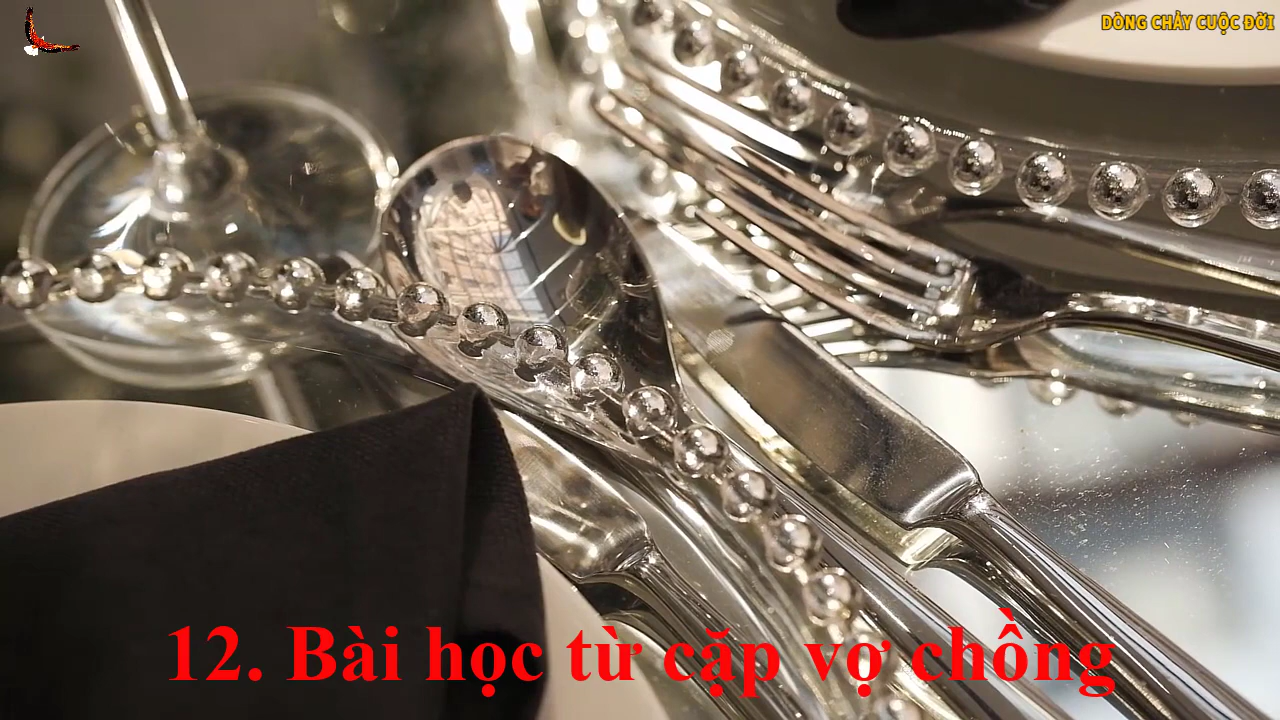 DÒNG CHẢY CUỘC ĐỜI
12. Bài học từ cặp vợ chồng